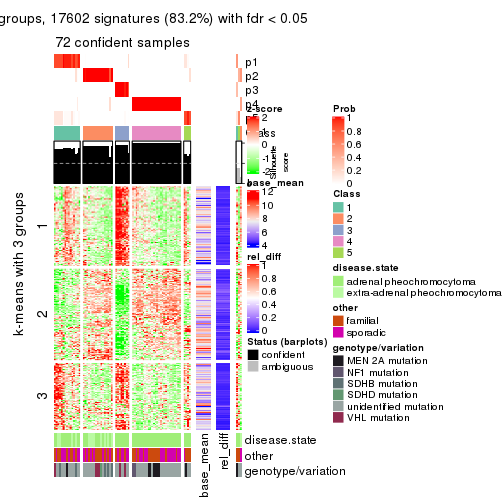 groups, 17602 signatures (83.2%) with fdr < 0.05
72 confident samples
p1
p2
p3
p4
z-score
2
1
0
-1
-2
Silhouette
score
base_mean
12
10
8
6
4
rel_diff
1
0.8
0.6
0.4
0.2
0
Status (barplots)
confident
ambiguous
Prob
1
0.8
0.6
0.4
0.2
0
Class
1
2
3
4
5
disease.state
adrenal pheochromocytoma
extra-adrenal pheochromocytoma
other
familial
sporadic
genotype/variation
MEN 2A mutation
NF1 mutation
SDHB mutation
SDHD mutation
unidentified mutation
VHL mutation
k-means with 3 groups
1
2
3
disease.state
other
genotype/variation
base_mean
rel_diff